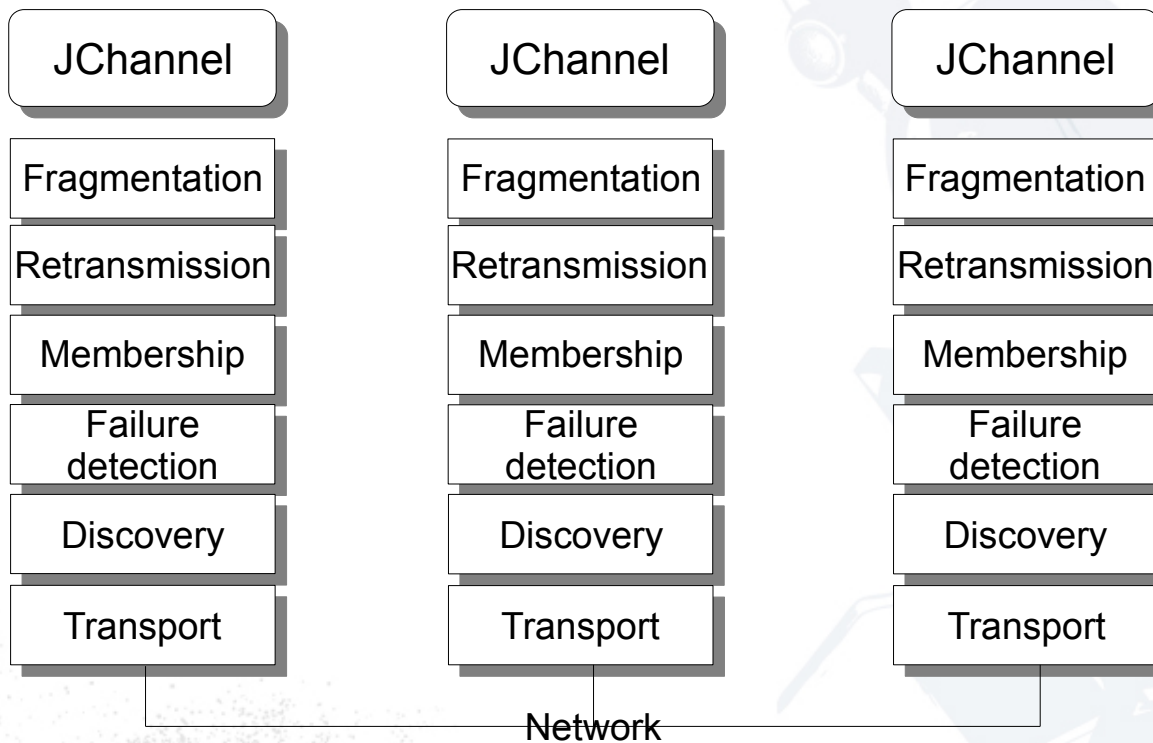 JChannel JChannel JChannel
Fragmentation Fragmentation Fragmentation
Retransmission Retransmission Retransmission
Membership Membership Membership
Failure Failure Failure
detection detection detection
Discovery Discovery Discovery
Transport Transport Transport
Network